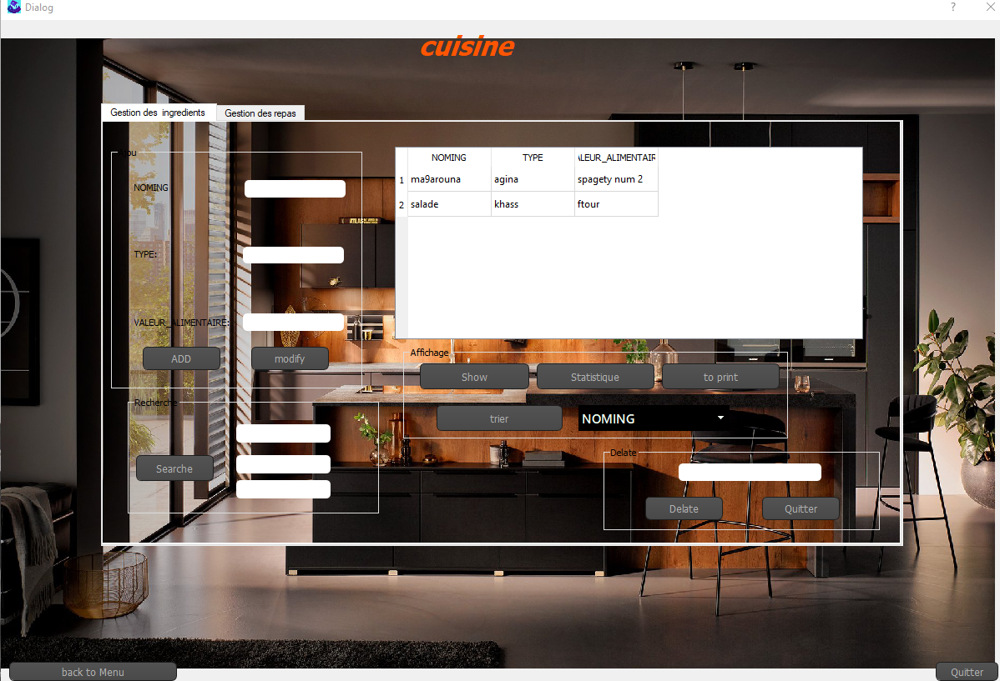 Dialog
?
cuisine
Gestion des ingredients
Gestion des repas
NOMING
TYPE:
VALEUR_ALIMENTAIRE:
ADD
modify
Recherche
Searche
NOMING TYPE
1 ma9arouna agina spagety num 2
2 salade khass ftour
Affichage
Show
Statistique
to print
trier
NOMING
Delate
Delate
Quitter
back to Menu
Quitter